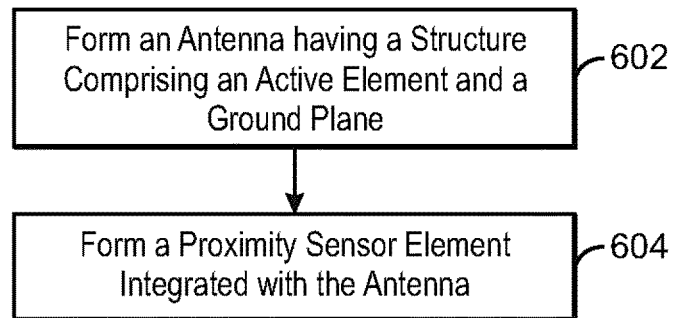 Form an Antenna having a Structure
Comprising an Active Element and a
Ground Plane
602
Form a Proximity Sensor Element
Integrated with the Antenna
604